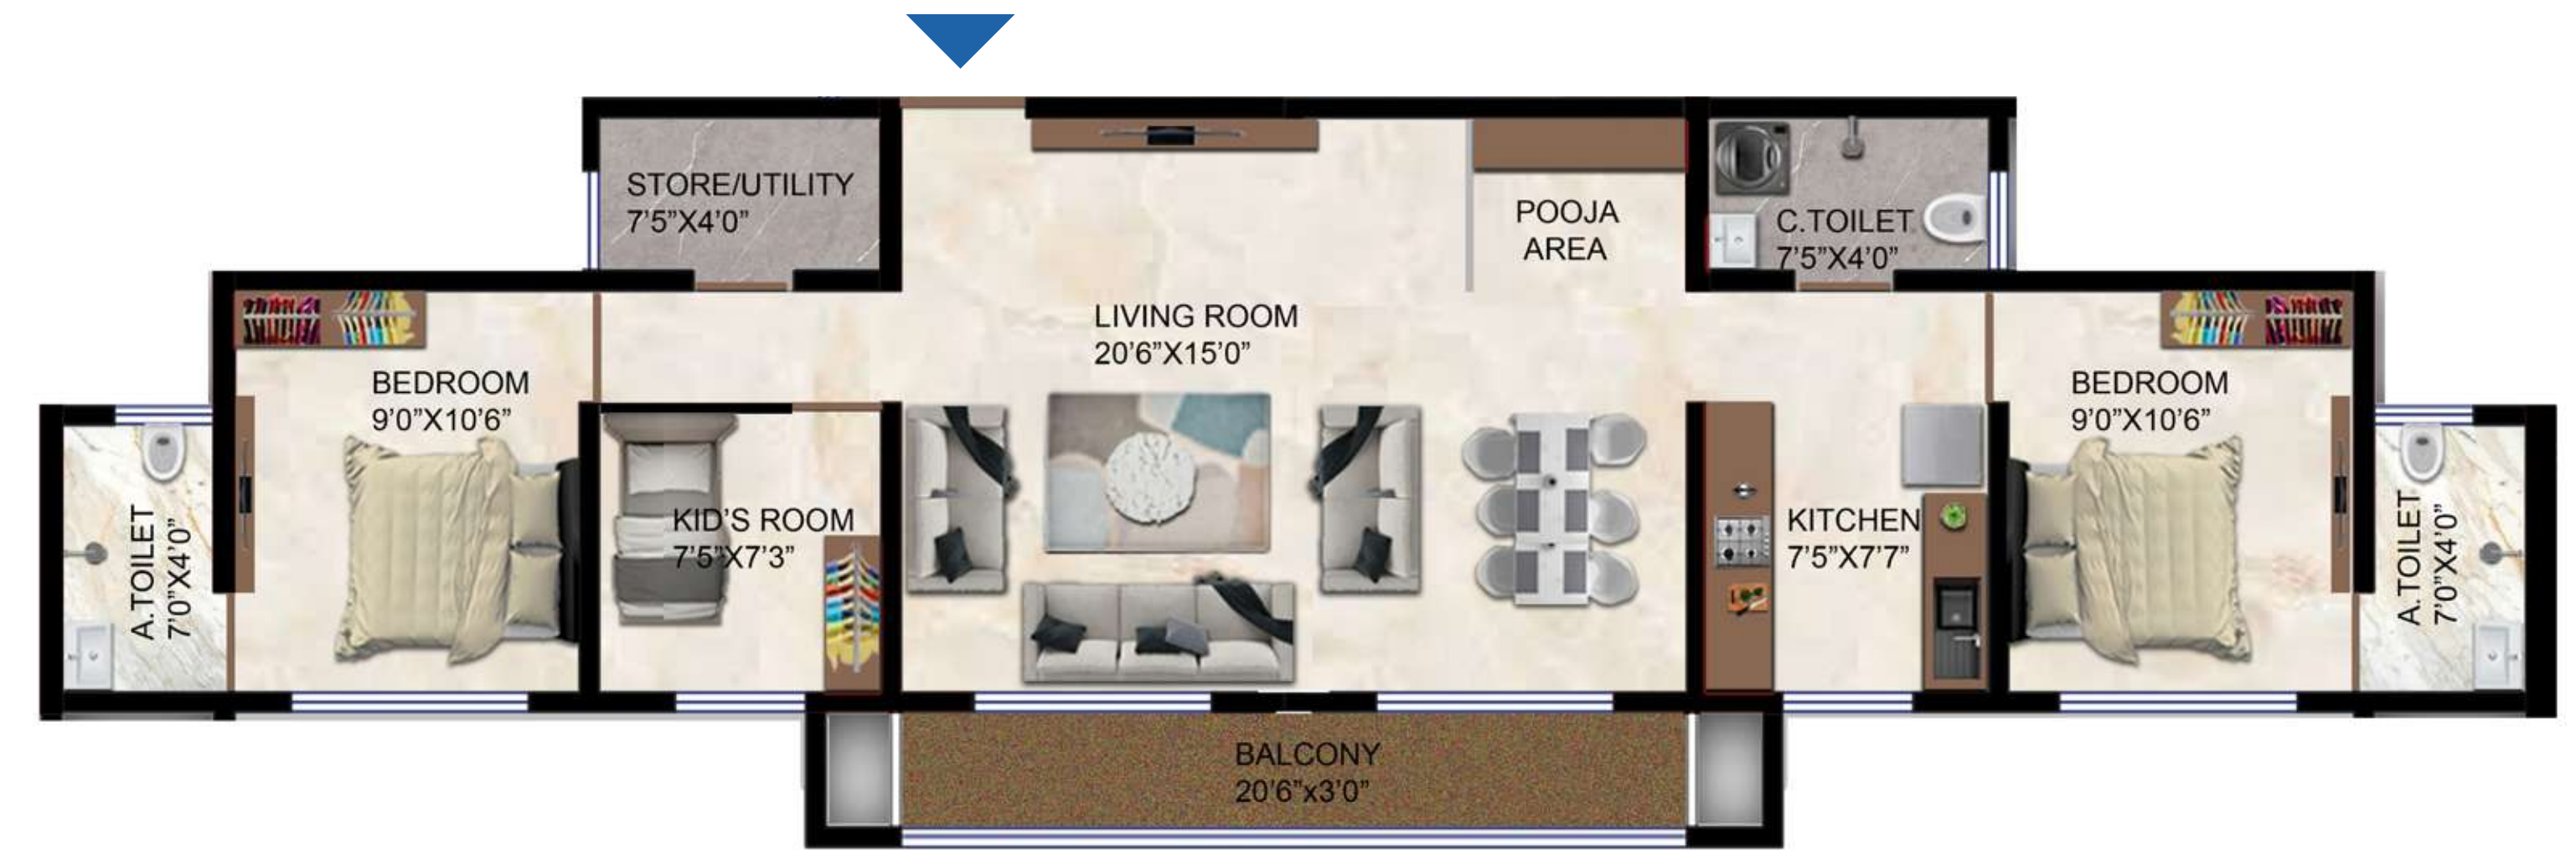 STORE/UTILITY
7'5”X4'0”
POOJA
AREA
C.TOILET
7'5”X4'0”
LIVING ROOM
20'6”X15'0”
BEDROOM
9'0”X10'6”
BEDROOM
9'0”X10'6”
A.TOILET
7'0”X4'0”
KID'S ROOM
7'5”X7'3”
KITCHEN
7'5”X7'7”
A.TOILET
7'0”X4'0”
BALCONY
20'6”x3'0”